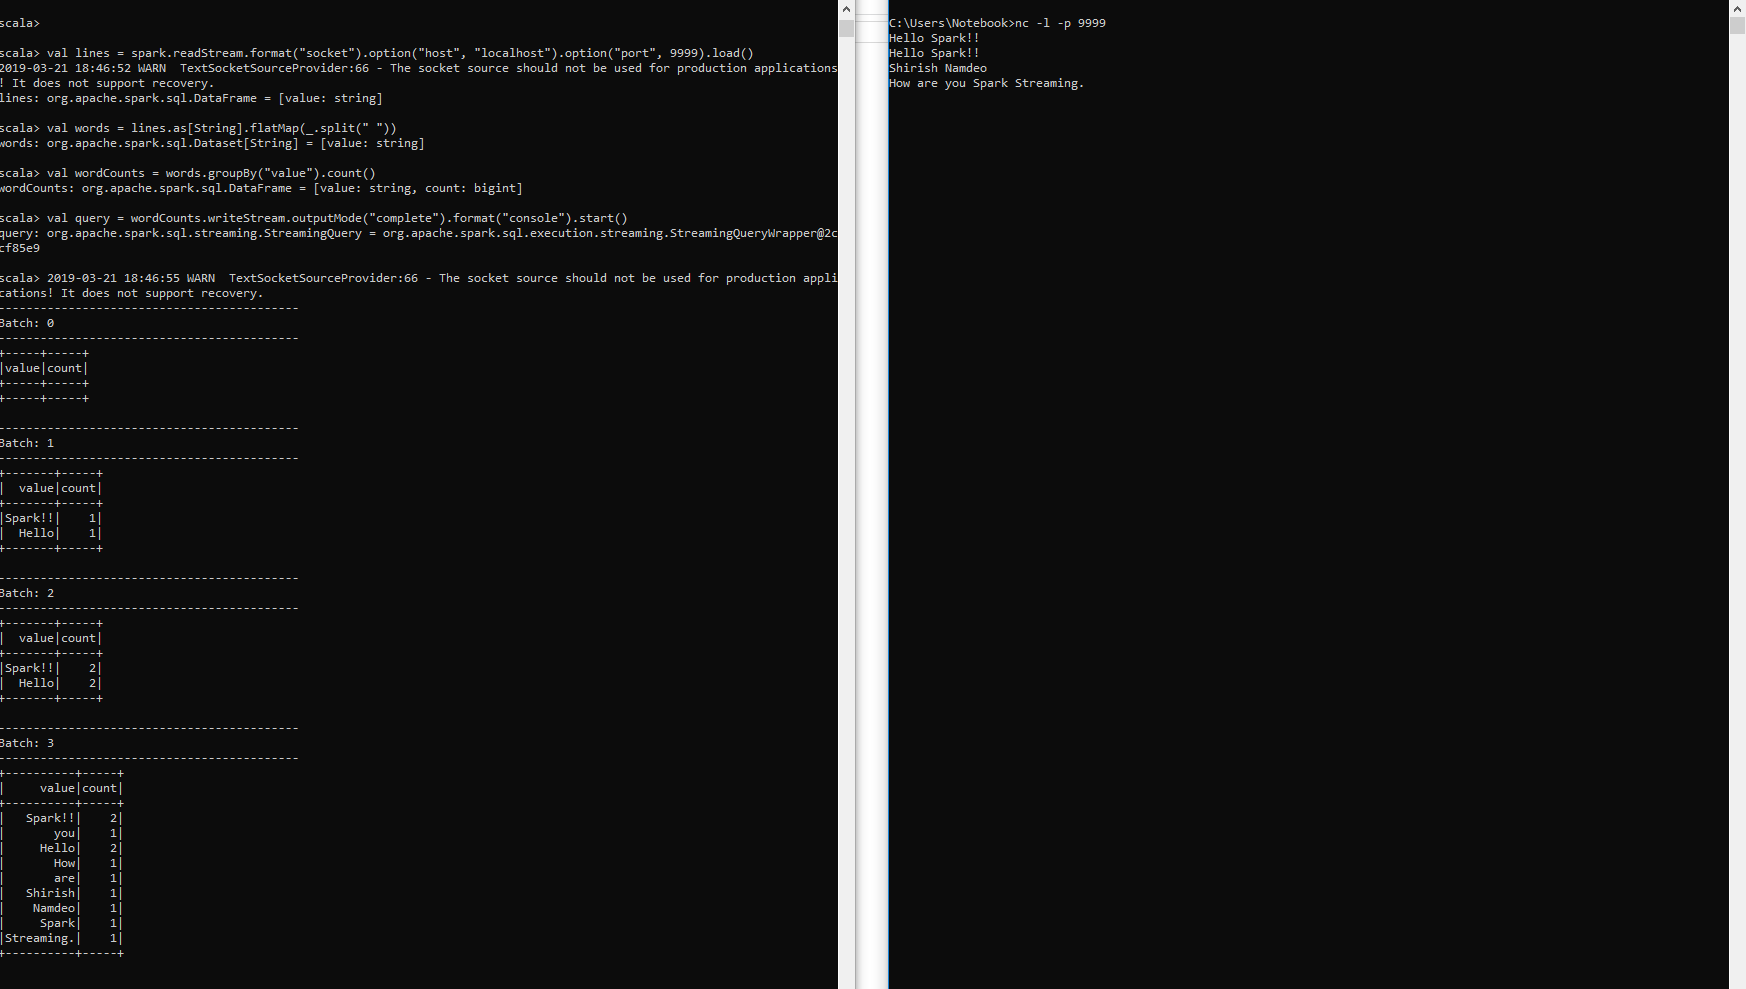 scala>
scala> val lines = spark.readStream.format("socket").option("host", "localhost").option("port", 9999).load()
2019-03-21 18:46:52 WARN  TextSocketSourceProvider:66 - The socket source should not be used for production applications
! It does not support recovery.
lines: org.apache.spark.sql.DataFrame = [value: string]
scala> val words = lines.as[String].flatMap(_.split(" "))
words: org.apache.spark.sql.Dataset[String] = [value: string]
scala> val wordCounts = words.groupBy("value").count()
wordCounts: org.apache.spark.sql.DataFrame = [value: string, count: bigint]
scala> val query = wordCounts.writeStream.outputMode("complete").format("console").start()
query: org.apache.spark.sql.streaming.StreamingQuery = org.apache.spark.sql.execution.streaming.StreamingQueryWrapper@2c
cf85e9
scala> 2019-03-21 18:46:55 WARN  TextSocketSourceProvider:66 - The socket source should not be used for production appli
cations! It does not support recovery.
-------------------------------------------
Batch: 0
-------------------------------------------
+-----+-----+
|value|count|
+-----+-----+
+-----+-----+
-------------------------------------------
Batch: 1
-------------------------------------------
+-------+-----+
|  value|count|
+-------+-----+
|Spark!!|    1|
|  Hello|    1|
+-------+-----+
-------------------------------------------
Batch: 2
-------------------------------------------
+-------+-----+
|  value|count|
+-------+-----+
|Spark!!|    2|
|  Hello|    2|
+-------+-----+
-------------------------------------------
Batch: 3
-------------------------------------------
+----------+-----+
|     value|count|
+----------+-----+
|   Spark!!|    2|
|       you|    1|
|     Hello|    2|
|       How|    1|
|       are|    1|
|   Shirish|    1|
|    Namdeo|    1|
|     Spark|    1|
|Streaming.|    1|
+----------+-----+
C:\Users\Notebook>nc -l -p 9999
Hello Spark!!
Hello Spark!!
Shirish Namdeo
How are you Spark Streaming.